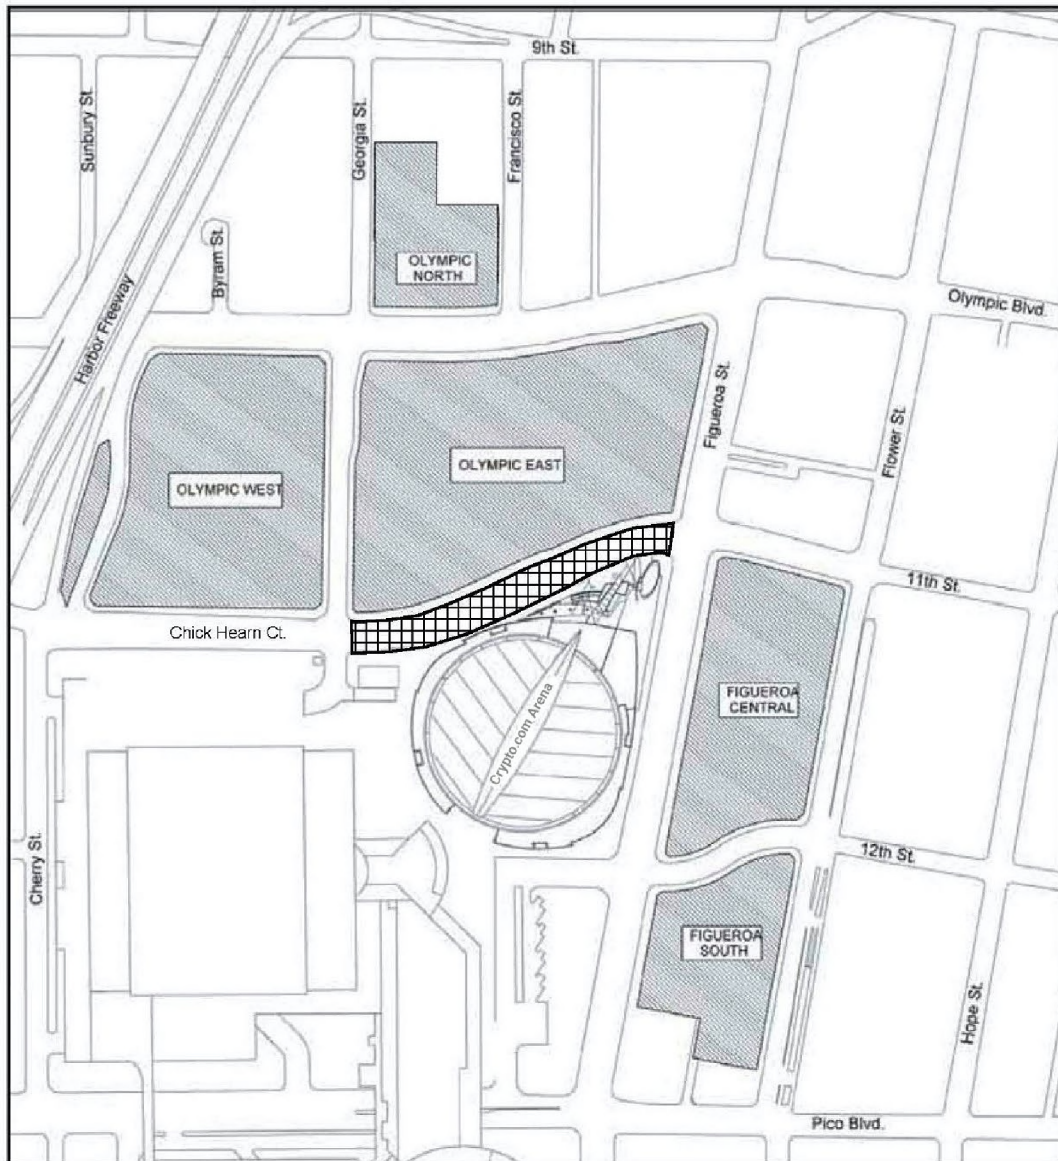 9th St.
Sunbury St.
Georgia St.
Francisco St.
Byram St.
OLYMPIC
NORTH
Harbor Freeway
Olympic Blvd.
Figueroa St.
Flower St.
OLYMPIC EAST
OLYMPIC WEST
11th St.
Chick Hearn Ct.
FIGUEROA
CENTRAL
Crypto.com Arena
Cherry St.
12th St.
FIGUEROA
SOUTH
Hope St.
Pico Blvd.